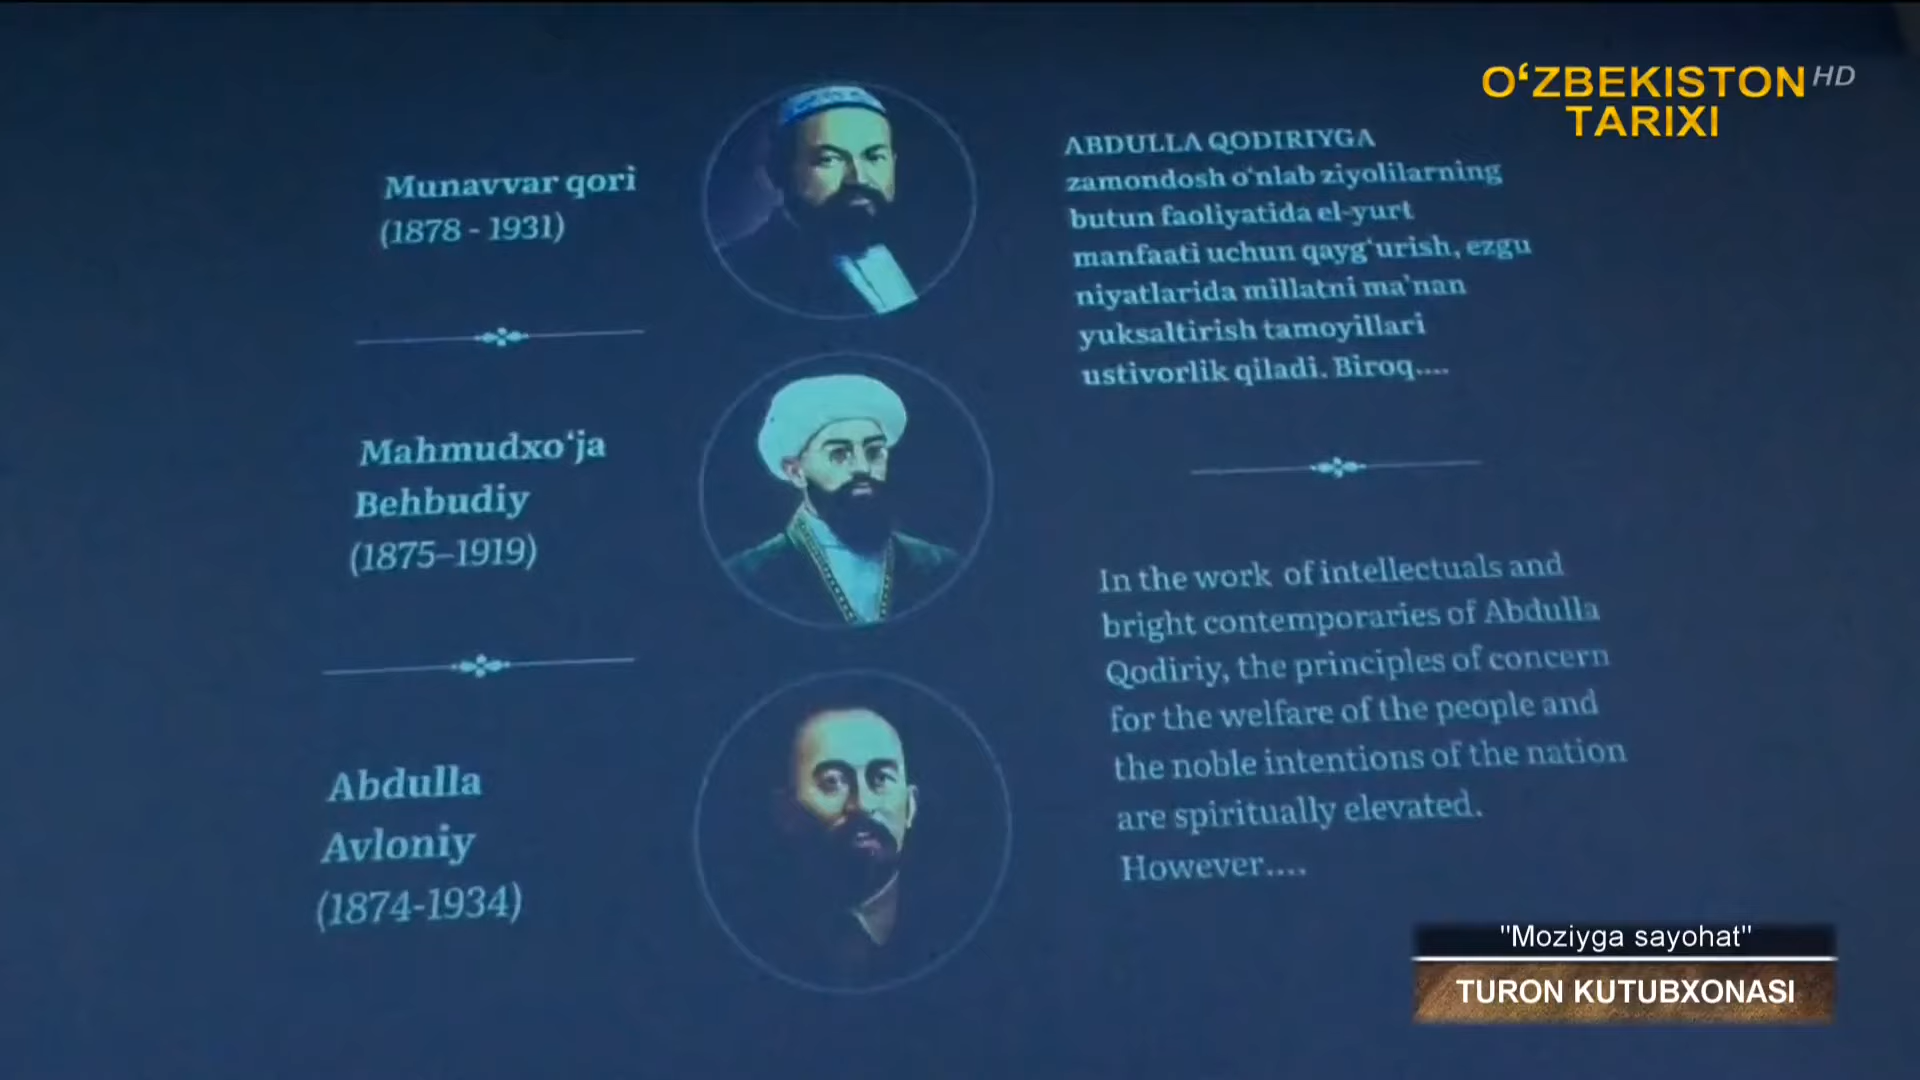 Munavvar qori
(1878 - 1931)
Mahmudxo‘ja
Behbudiy
(1875–1919)
Abdulla
Avloniy
(1874-1934)
ABDULLA QODIRIYGA
zamondosh o‘nlab ziyolilarning
butun faoliyatida el-yurt
manfaati uchun qayg‘urish, ezgu
niyatlarida millatni ma’nan
yuksaltirish tamoyillari
ustivorlik qiladi. Biroq....
In the work of intellectuals and
bright contemporaries of Abdulla
Qodiriy, the principles of concern
for the welfare of the people and
the noble intentions of the nation
are spiritually elevated.
However....
O‘ZBEKISTON HD
TARIXI
"Moziyga sayohat"
TURON KUTUBXONASI